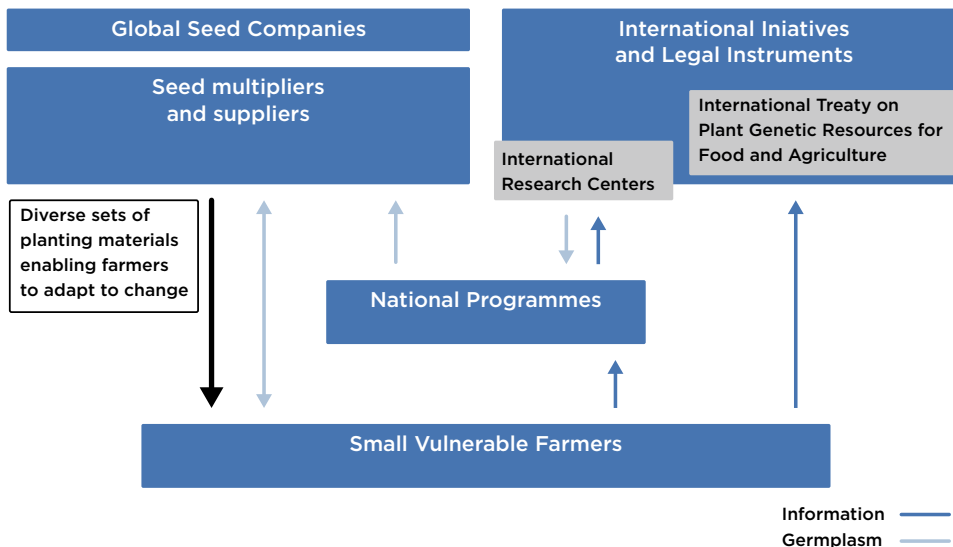 Global Seed Companies
Seed multipliers
and suppliers
International Iniatives
and Legal Instruments
International Treaty on
Plant Genetic Resources for
Food and Agriculture
International
Research Centers
Diverse sets of
planting materials
enabling farmers
to adapt to change
National Programmes
Small Vulnerable Farmers
Information
Germplasm